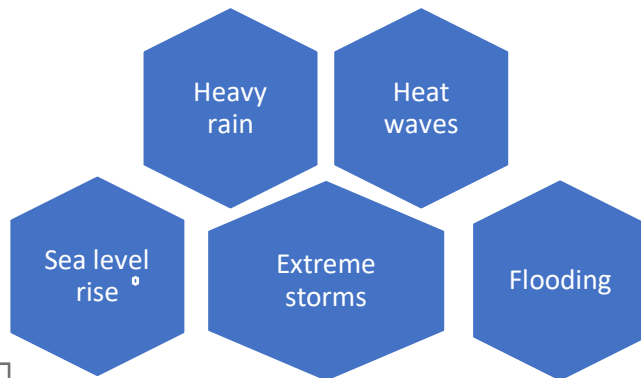 Heavy
rain
Heat
waves
Sea level
rise
Extreme
storms
Flooding